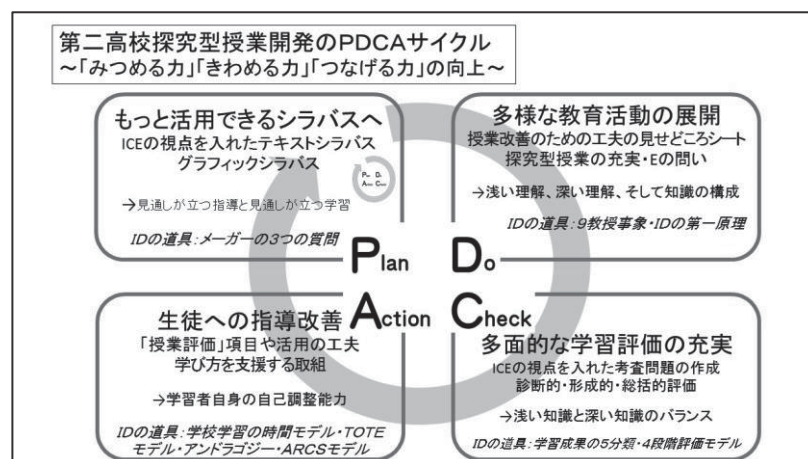 第二高校探究型授業開発のPDCAサイクル
～「みつめる力」「きわめる力」「つなげる力」の向上～
もっと活用できるシラバスへ
ICEの視点を入れたテキストシラバス
グラフィックシラバス
→見通しが立つ指導と見通しが立つ学習
IDの道具:メーガーの3つの質問
Plan
多様な教育活動の展開
授業改善のための工夫の見せどころシート
探究型授業の充実・Eの問い
→浅い理解、深い理解、そして知識の構成
IDの道具:9教授事象・IDの第一原理
Do
Action
生徒への指導改善
「授業評価」項目や活用の工夫
学び方を支援する取組
→学習者自身の自己調整能力
IDの道具:学校学習の時間モデル・TOTE
モデル・アンドラゴジー・ARCSモデル
Check
多面的な学習評価の充実
ICEの視点を入れた考査問題の作成
診断的・形成的・総括的評価
→浅い知識と深い知識のバランス
IDの道具:学習成果の5分類・4段階評価モデル